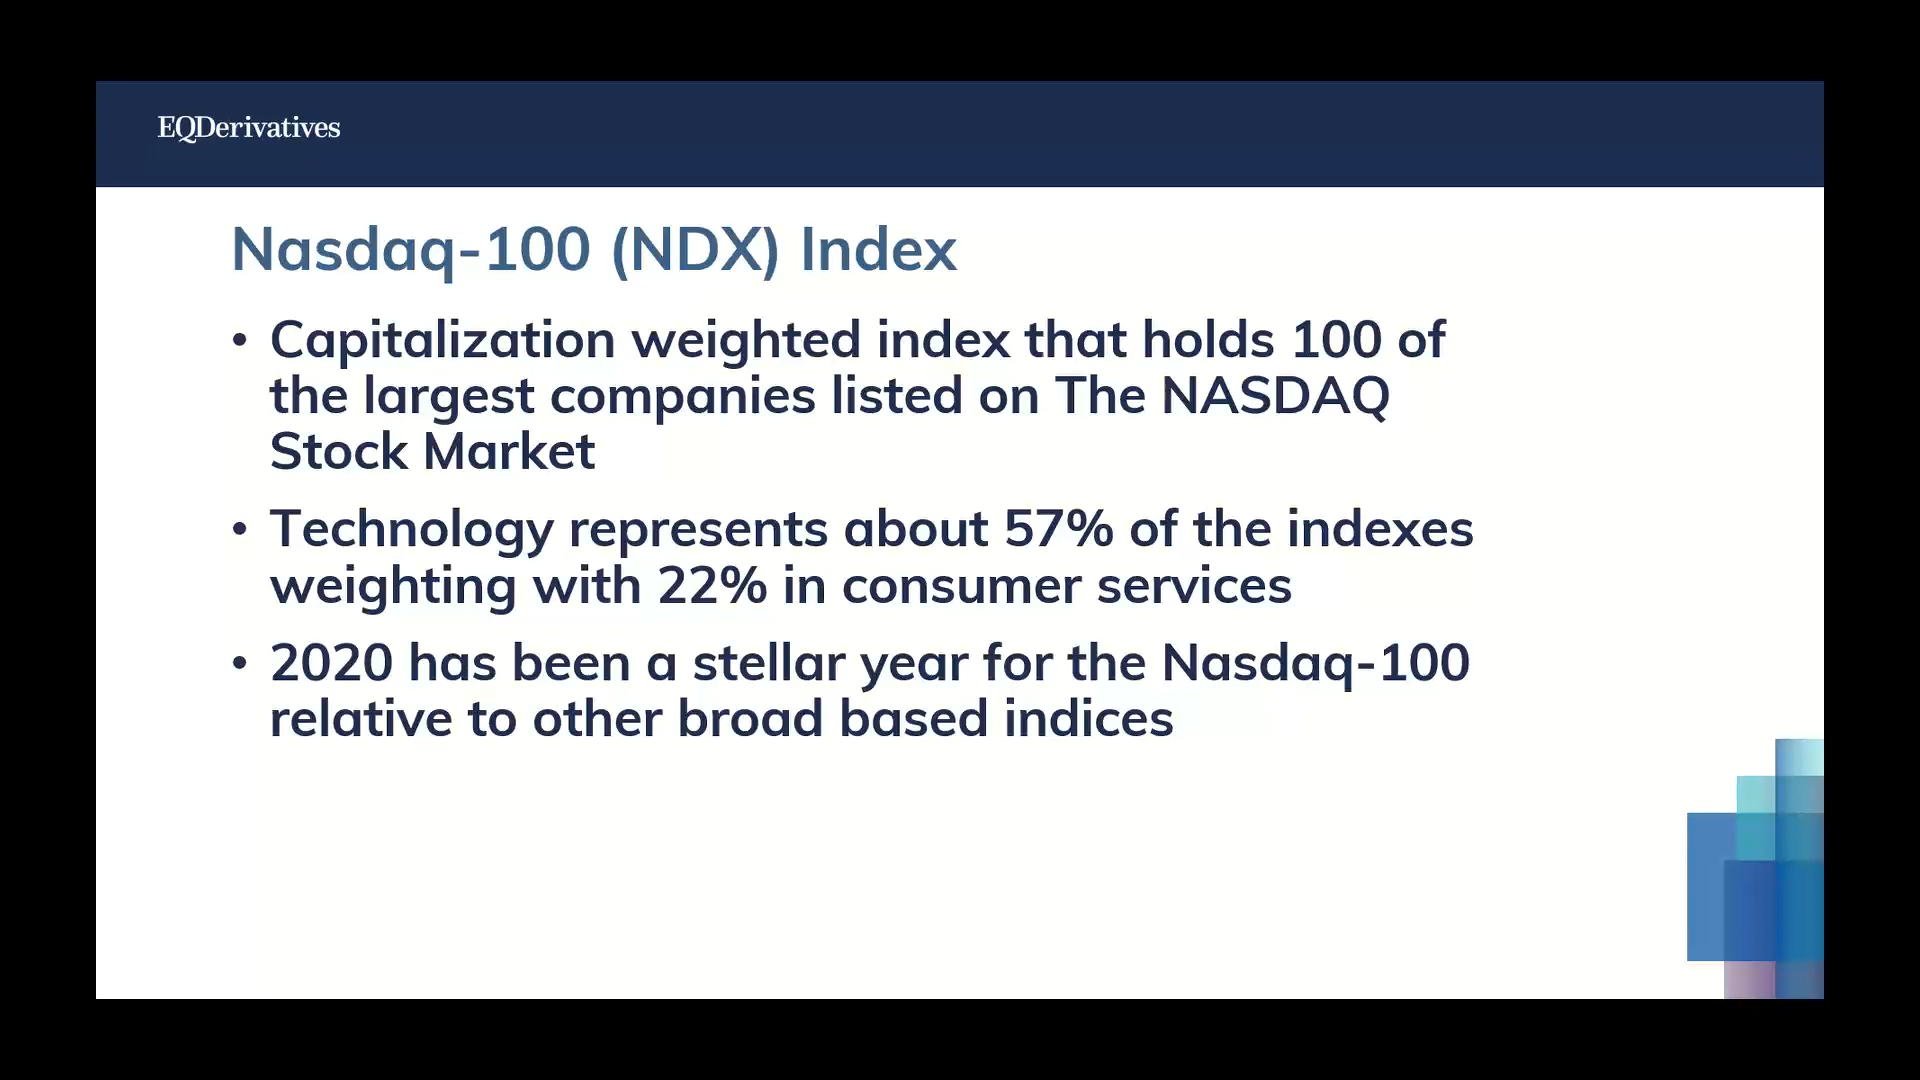 EQDerivatives
Nasdaq-100 (NDX) Index
• Capitalization weighted index that holds 100 of
the largest companies listed on The NASDAQ
Stock Market
• Technology represents about 57% of the indexes
weighting with 22% in consumer services
• 2020 has been a stellar year for the Nasdaq-100
relative to other broad based indices